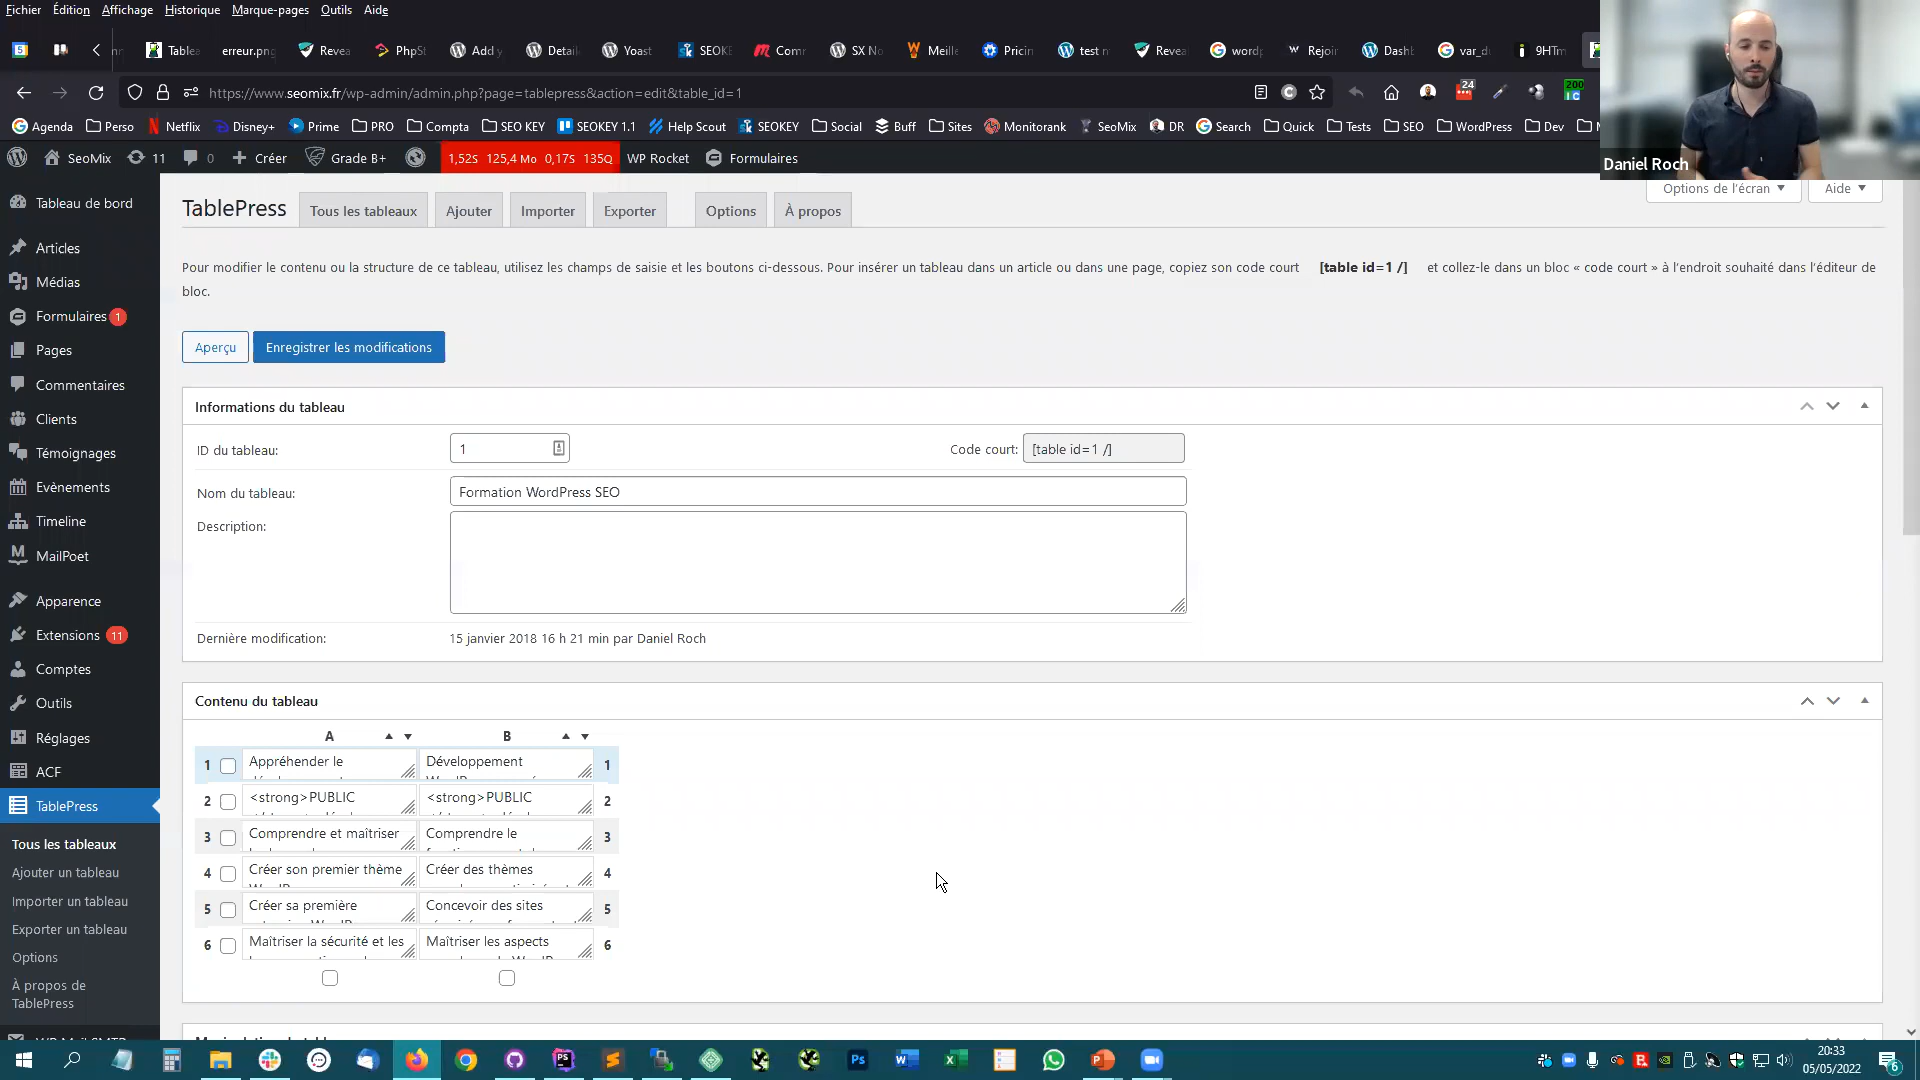 Fichier Édition Affichage Historique Marque-pages Outils Aide
Tablea erreur.png Revea PhpSt Add y Detail Yoast SEOKE Comm SX No Meille Pricin test n Revea wordp Rejoir Dashb var_du 9HTm
https://www.seomix.fr/wp-admin/admin.php?page=tablepress&action=edit&table_id=1
24
200
Agenda Perso Netflix Disney+ Prime PRO Compta SEO KEY SEOKEY 1.1 Help Scout SEOKEY Social Buff Sites Monitorank SeoMix DR Search Quick Tests SEO WordPress Dev
Daniel Roch
SeoMix 11 0 Créer Grade B+ 1,52S 125,4 Mo 0,17S 135Q WP Rocket Formulaires
Options de l'écran Aide
Tableau de bord
Articles
Médias
Formulaires 1
Pages
Commentaires
Clients
Témoignages
Evènements
Timeline
MailPoet
Apparence
Extensions 11
Comptes
Outils
Réglages
ACF
TablePress
Tous les tableaux
Ajouter un tableau
Importer un tableau
Exporter un tableau
Options
À propos de
TablePress
WP Mail SMTP
TablePress Tous les tableaux Ajouter Importer Exporter Options À propos
Pour modifier le contenu ou la structure de ce tableau, utilisez les champs de saisie et les boutons ci-dessous. Pour insérer un tableau dans un article ou dans une page, copiez son code court [table id=1 /] et collez-le dans un bloc « code court » à l'endroit souhaité dans l'éditeur de
bloc.
Aperçu Enregistrer les modifications
Informations du tableau
ID du tableau: 1 Code court: [table id=1 /]
Nom du tableau: Formation WordPress SEO
Description:
Dernière modification: 15 janvier 2018 16 h 21 min par Daniel Roch
Contenu du tableau
A B
1 Appréhender le Développement 1
2 <strong>PUBLIC <strong>PUBLIC 2
3 Comprendre et maîtriser Comprendre le 3
4 Créer son premier thème Créer des thèmes 4
5 Créer sa première Concevoir des sites 5
6 Maîtriser la sécurité et les Maîtriser les aspects 6
20:33
05/05/2022
6